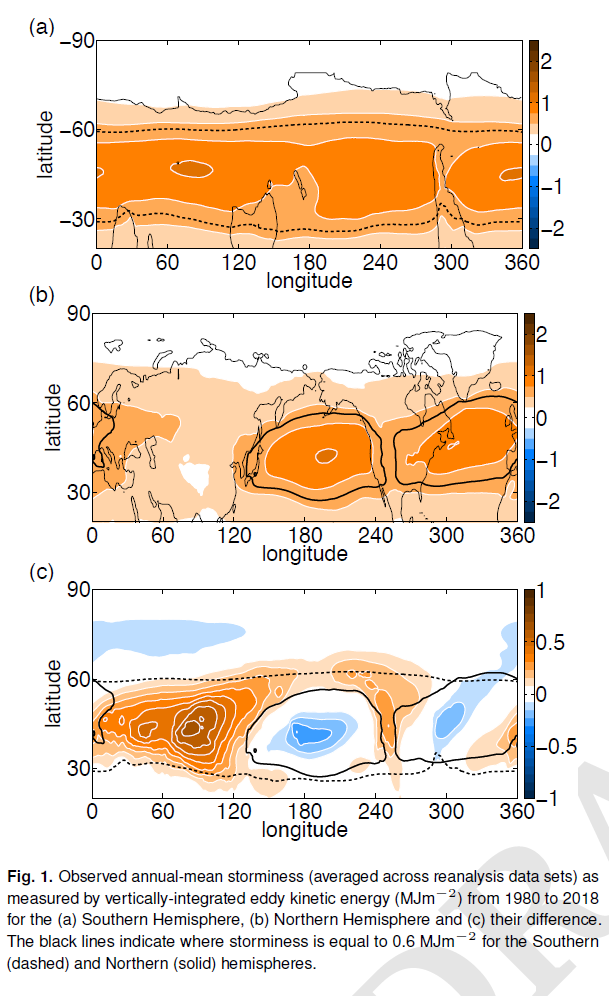 (a)
−90
−60
−30
latitude
0 60 120 180 240 300 360
longitude
2
1
0
−1
−2
(b)
90
60
30
latitude
0 60 120 180 240 300 360
longitude
2
1
0
−1
−2
(c)
90
60
30
latitude
0 60 120 180 240 300 360
longitude
1
0.5
0
−0.5
−1
Fig. 1. Observed annual-mean storminess (averaged across reanalysis data sets) as
measured by vertically-integrated eddy kinetic energy (MJm−2) from 1980 to 2018
for the (a) Southern Hemisphere, (b) Northern Hemisphere and (c) their difference.
The black lines indicate where storminess is equal to 0.6 MJm−2 for the Southern
(dashed) and Northern (solid) hemispheres.